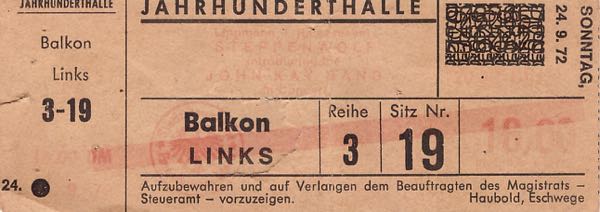 JAHRHUNDERTHALLE
Balkon
Links
3-19
24.
JAHRHUNDERTHALLE
STEPPENWOLF
JOHN KAY BAND
Balkon
LINKS
Reihe
3
Sitz Nr.
19
SONNTAG,
24. 9. 72
Aufzubewahren und auf Verlangen dem Beauftragten des Magistrats -
Steueramt - vorzuzeigen. Haubold, Eschwege